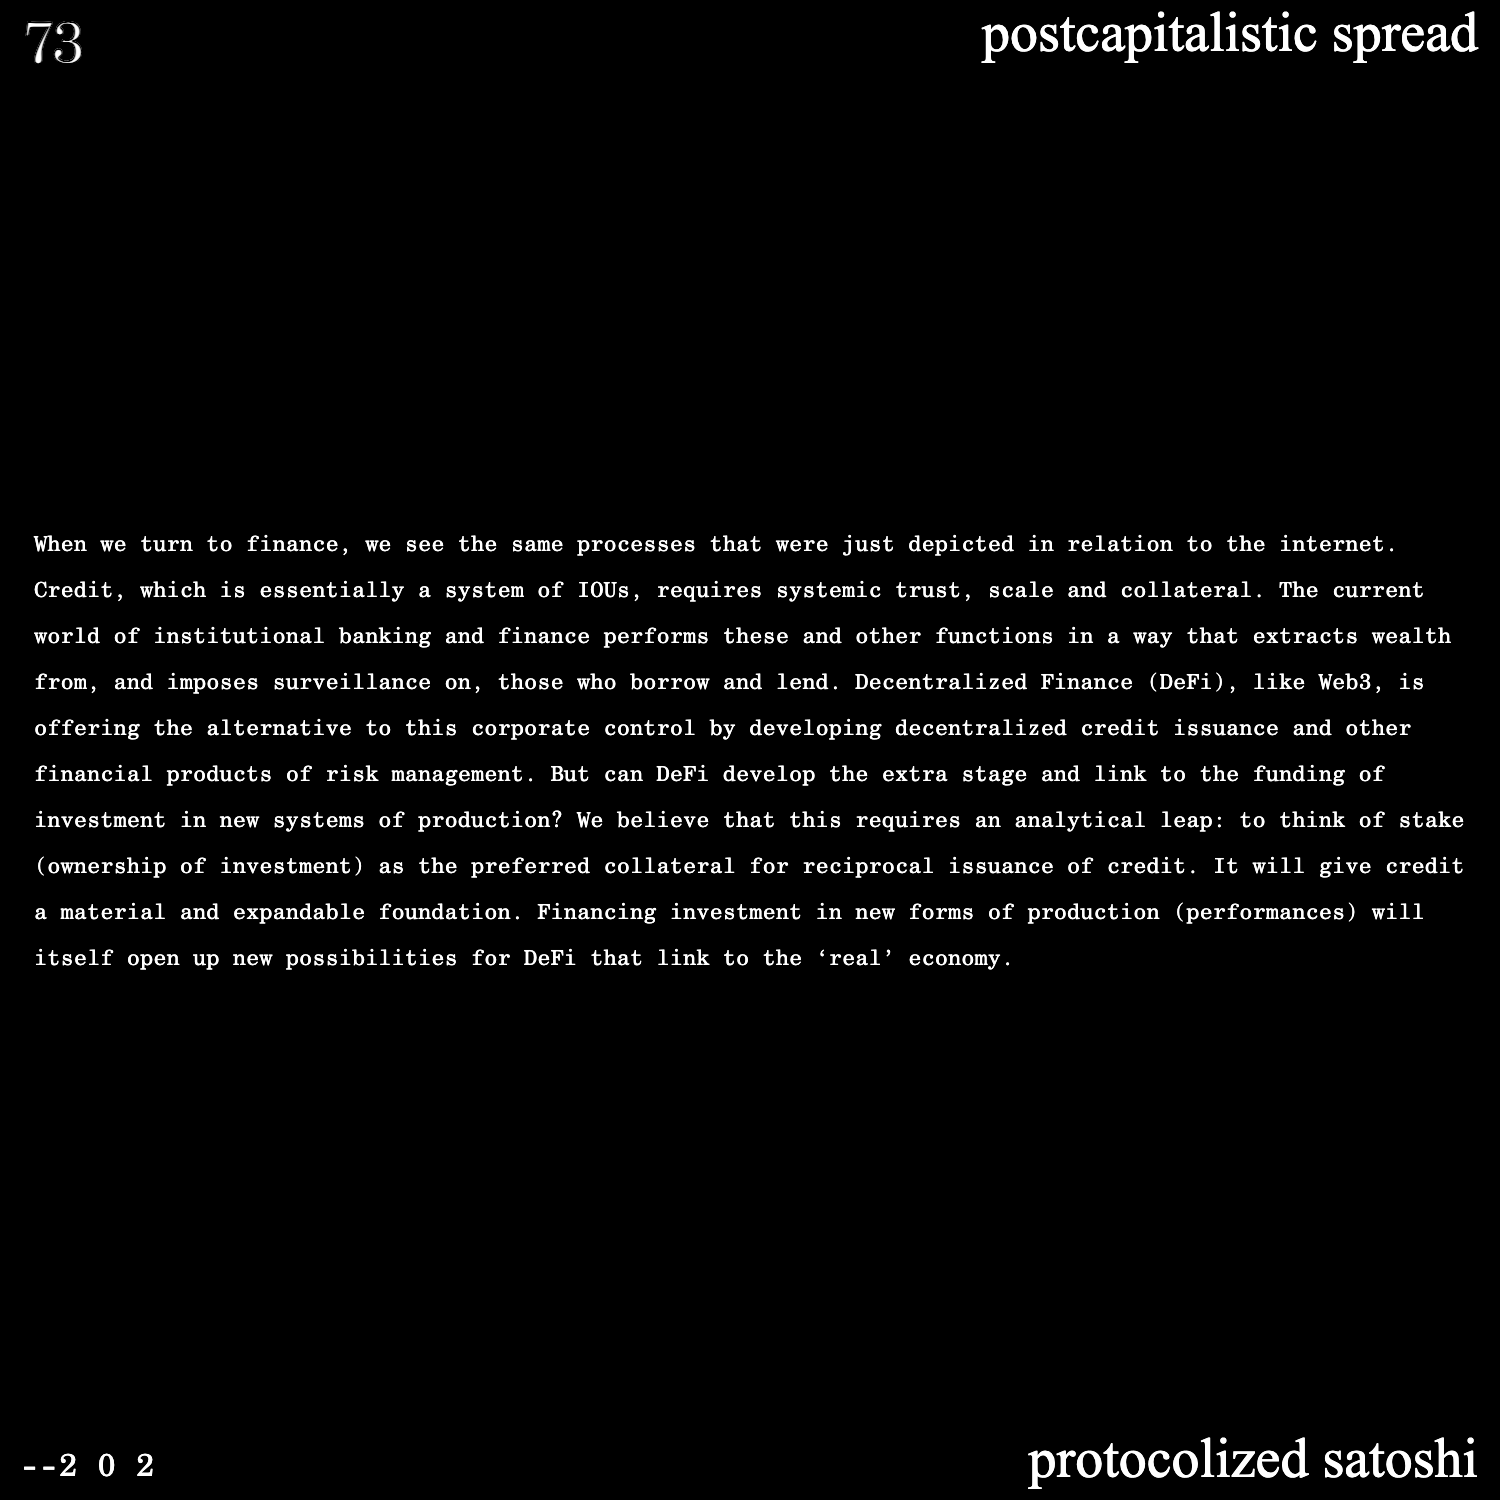 73
postcapitalistic spread
When we turn to finance, we see the same processes that were just depicted in relation to the internet.
Credit, which is essentially a system of IOUs, requires systemic trust, scale and collateral. The current
world of institutional banking and finance performs these and other functions in a way that extracts wealth
from, and imposes surveillance on, those who borrow and lend. Decentralized Finance (DeFi), like Web3, is
offering the alternative to this corporate control by developing decentralized credit issuance and other
financial products of risk management. But can DeFi develop the extra stage and link to the funding of
investment in new systems of production? We believe that this requires an analytical leap: to think of stake
(ownership of investment) as the preferred collateral for reciprocal issuance of credit. It will give credit
a material and expandable foundation. Financing investment in new forms of production (performances) will
itself open up new possibilities for DeFi that link to the ‘real’ economy.
--2 0 2
protocolized satoshi